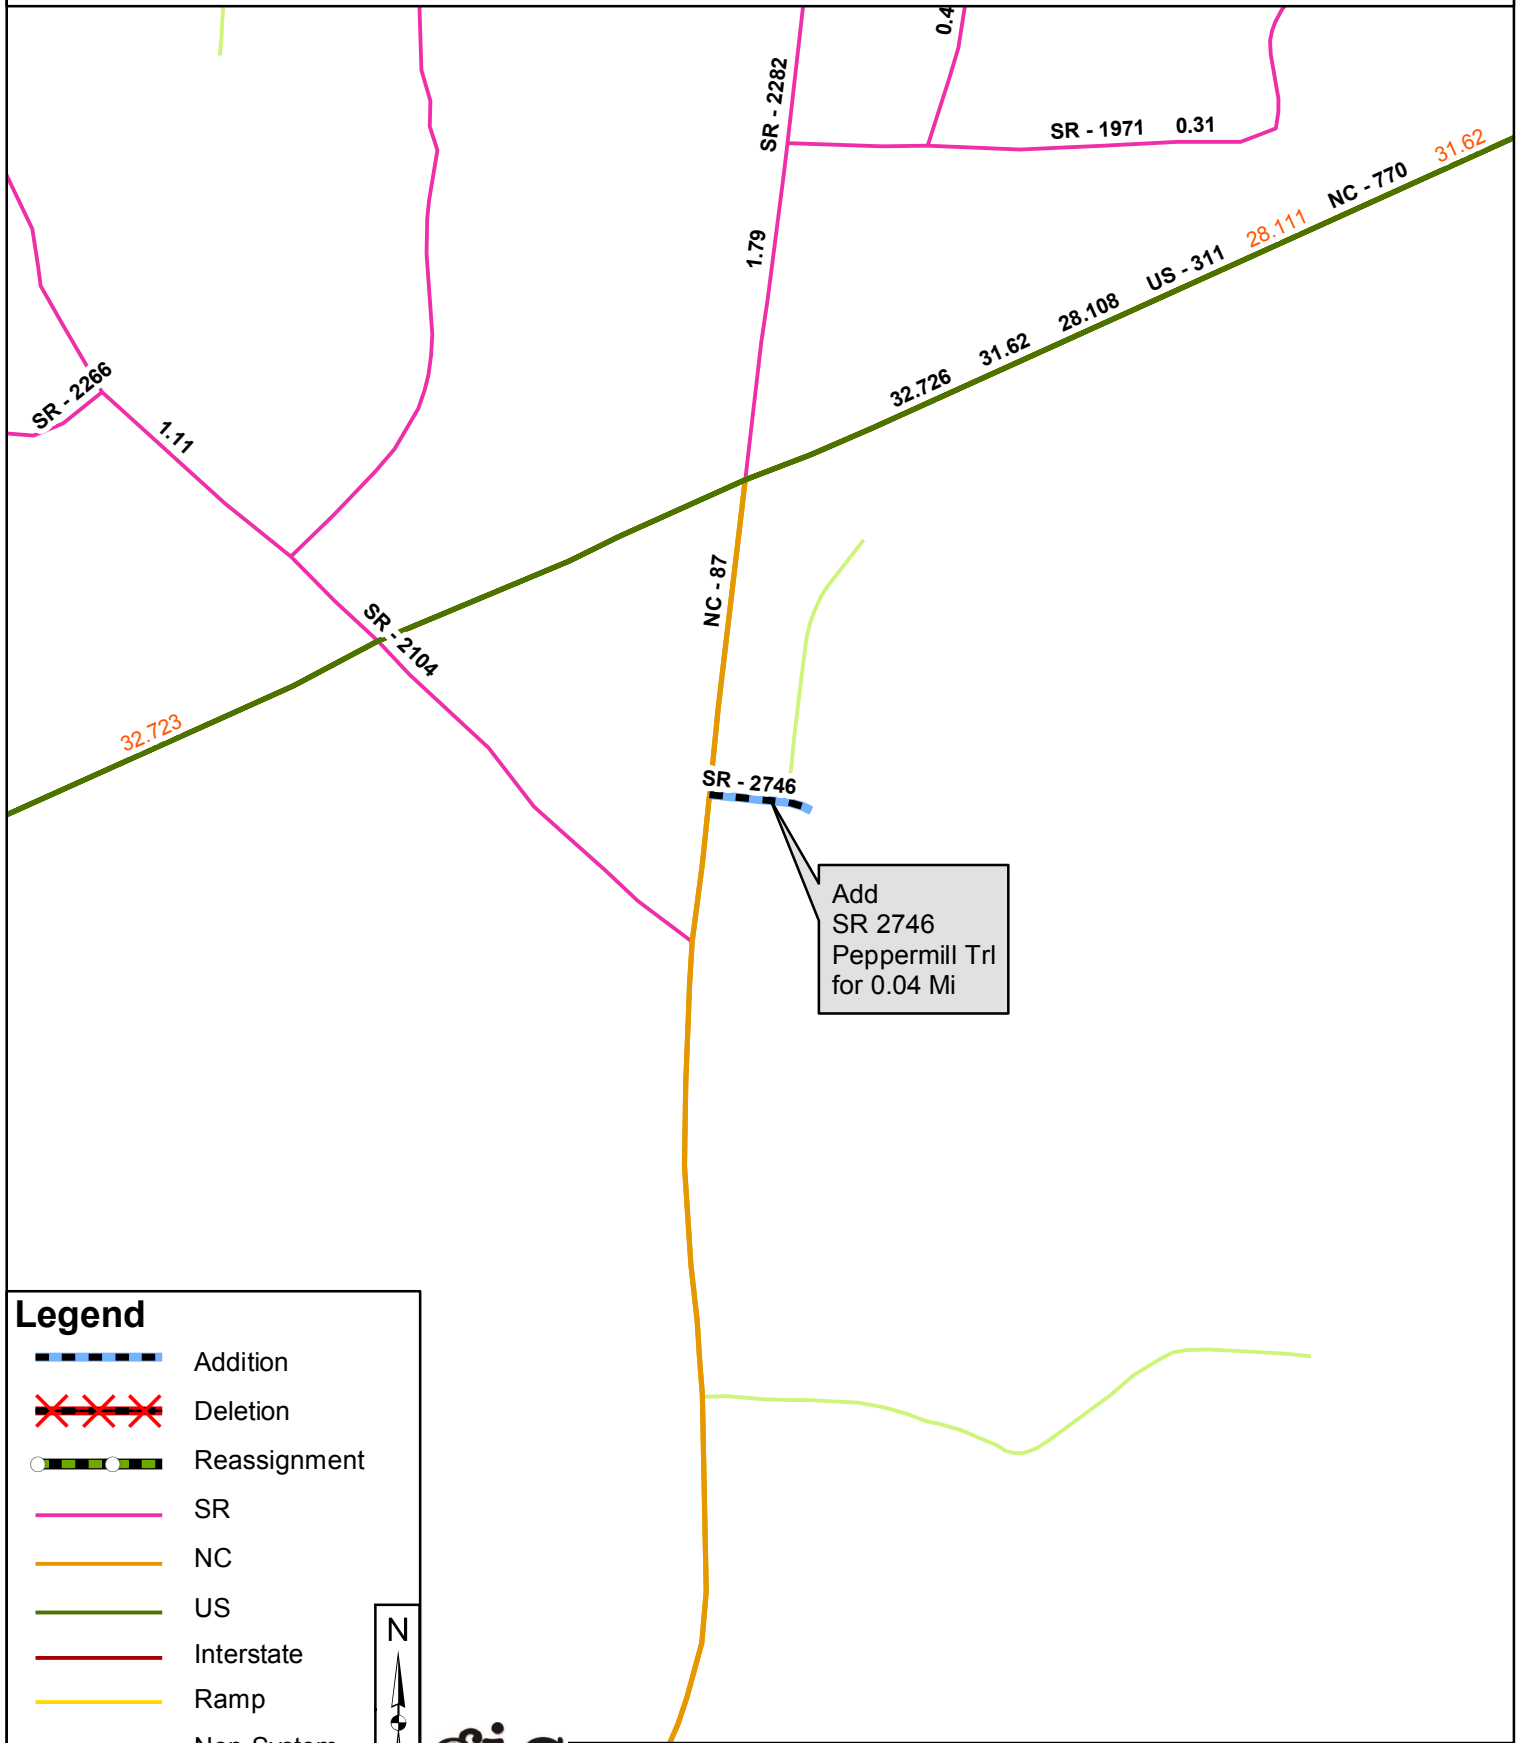 0.4
SR - 2282
SR - 1971 0.31
31.62
NC - 770
28.111
US - 311
1.79
28.108
31.62
32.726
SR - 2266
1.11
NC - 87
SR - 2104
32.723
SR - 2746
Add
SR 2746
Peppermill Trl
for 0.04 Mi
Legend
Addition
Deletion
Reassignment
SR
NC
US
Interstate
Ramp
Non System
N